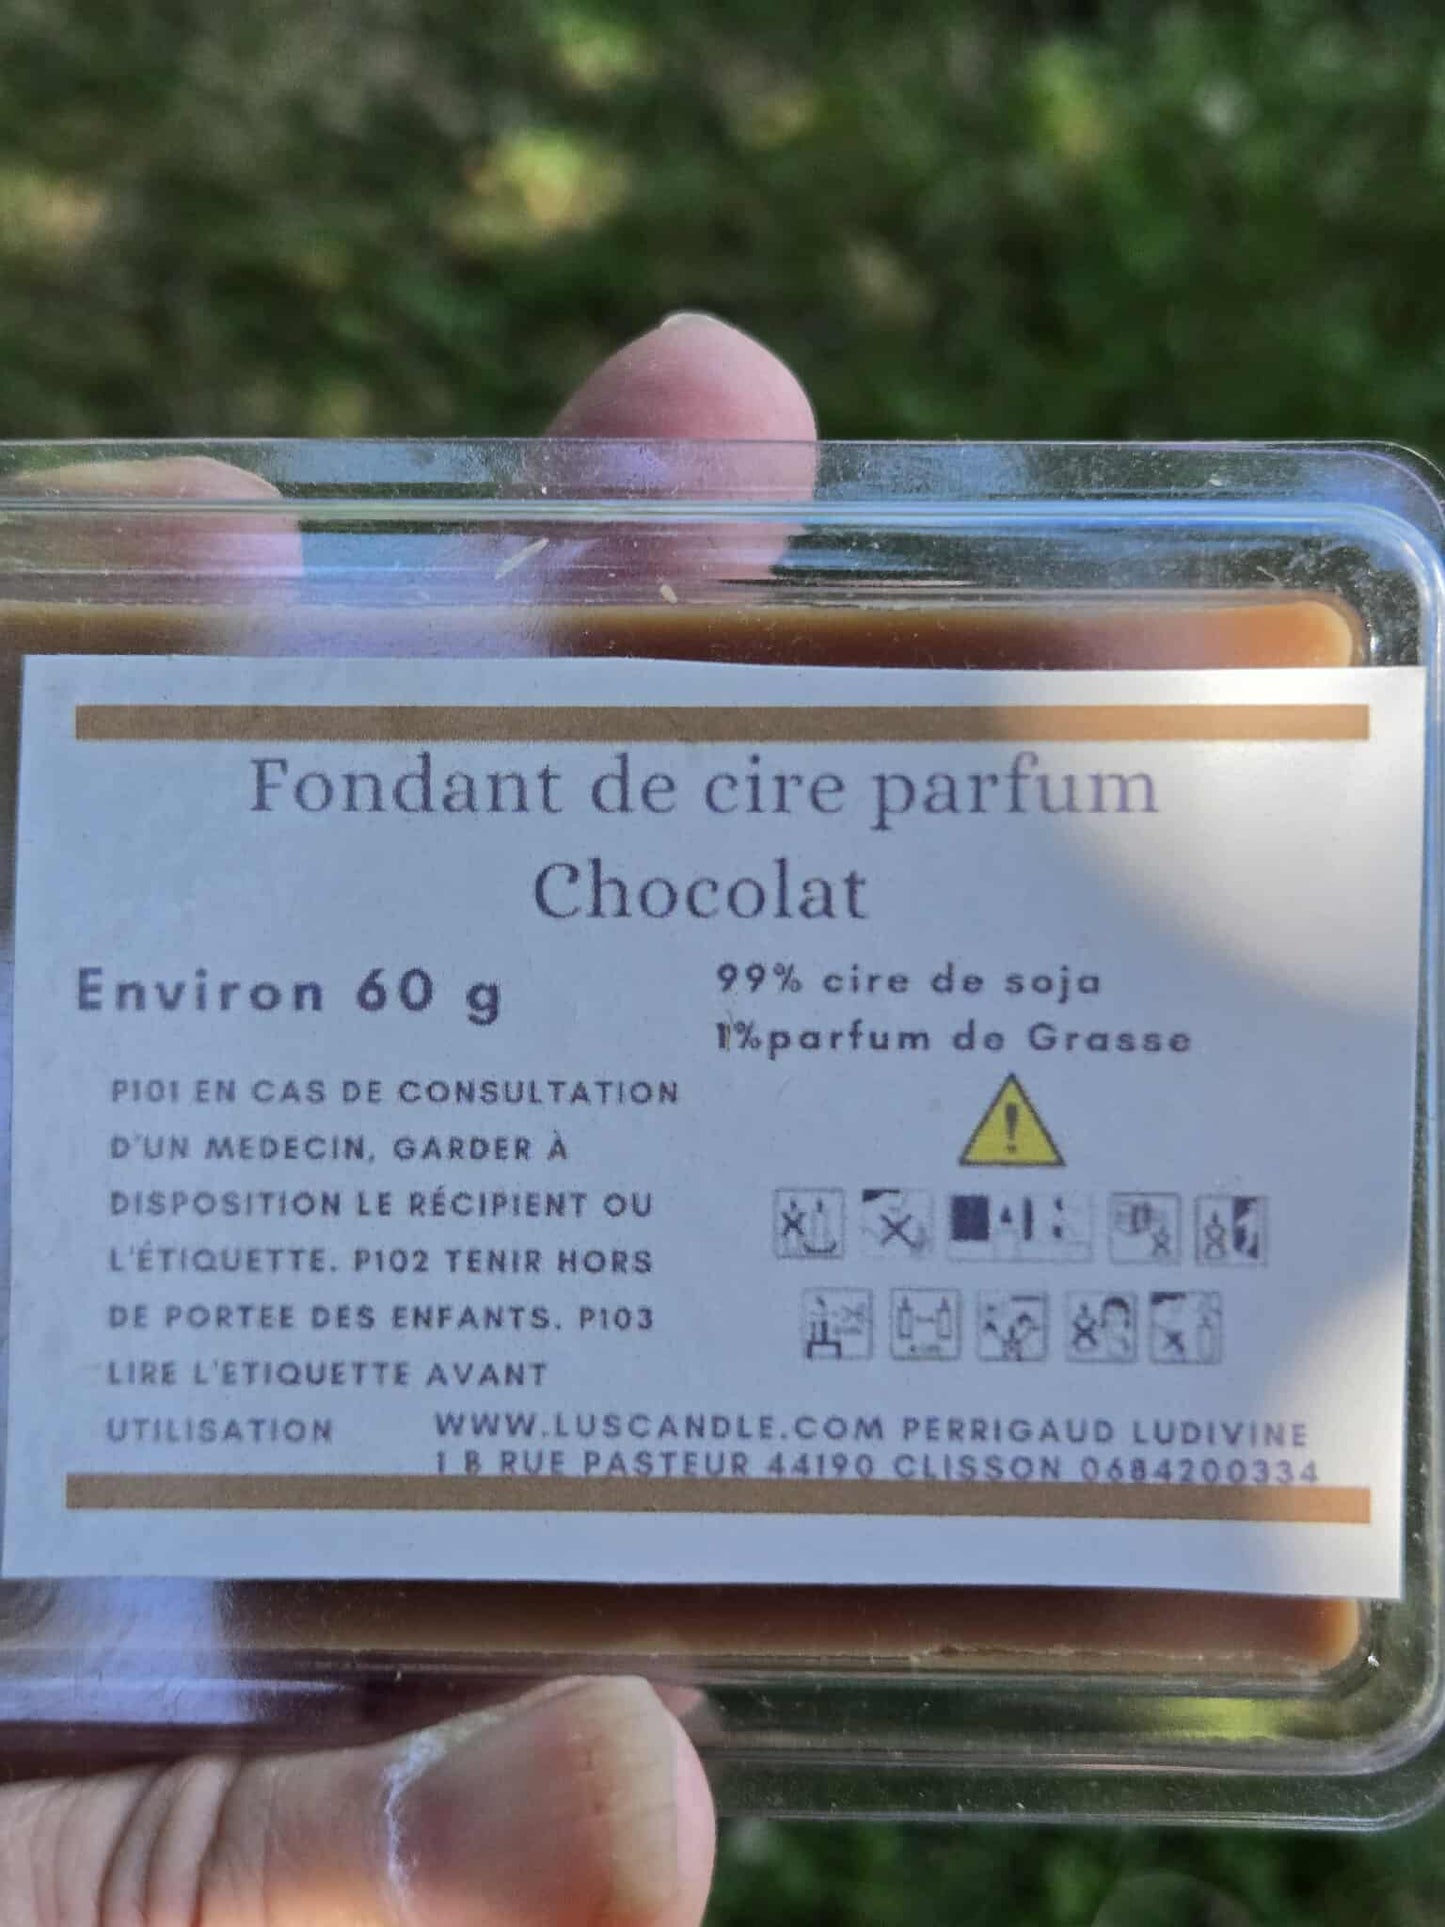 Fondant de cire parfum
Chocolat
Environ 60 g
99% cire de soja
1%parfum de Grasse
P101 EN CAS DE CONSULTATION
D'UN MEDECIN, GARDER À
DISPOSITION LE RÉCIPIENT OU
L'ÉTIQUETTE. P102 TENIR HORS
DE PORTEE DES ENFANTS. P103
LIRE L'ETIQUETTE AVANT
UTILISATION
WWW.LUSCANDLE.COM PERRIGAUD LUDIVINE
1 B RUE PASTEUR 44190 CLISSON 0684200334